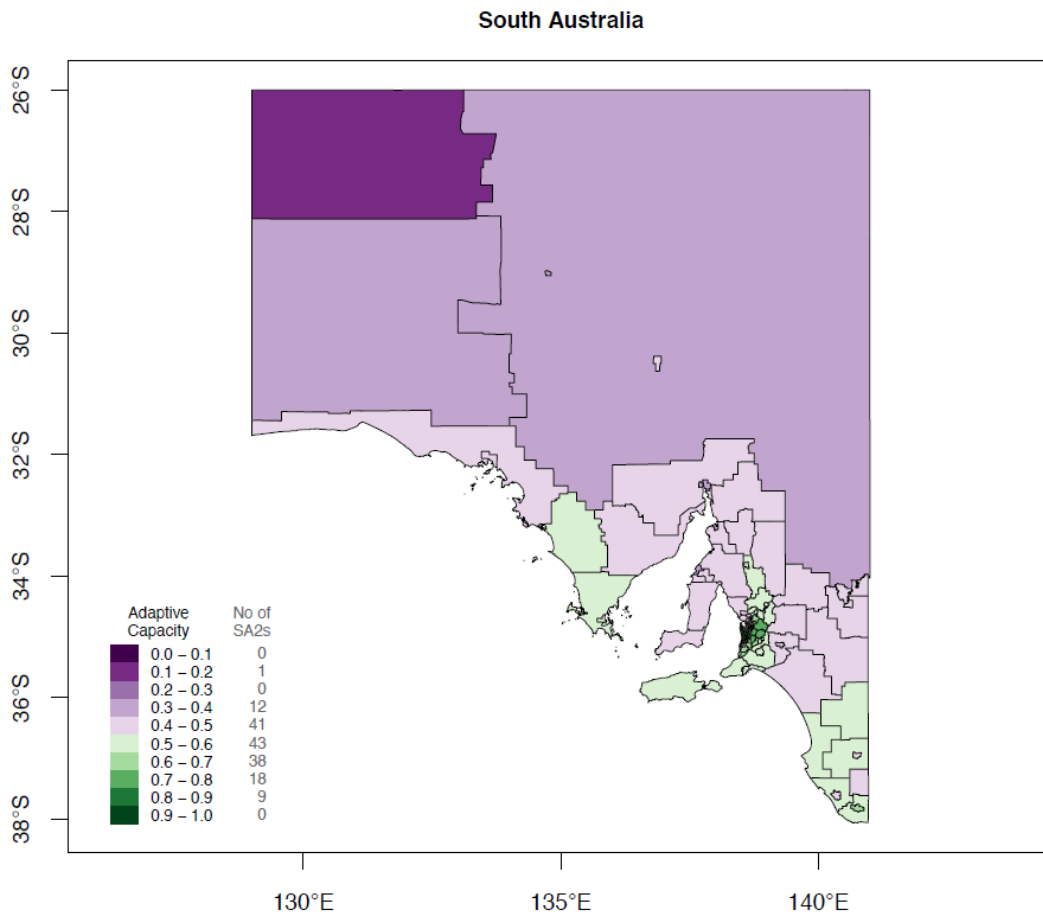 South Australia
26°S
28°S
30°S
32°S
34°S
36°S
38°S
Adaptive Capacity No of SA2s
0.0 – 0.1 0
0.1 – 0.2 1
0.2 – 0.3 0
0.3 – 0.4 12
0.4 – 0.5 41
0.5 – 0.6 43
0.6 – 0.7 38
0.7 – 0.8 18
0.8 – 0.9 9
0.9 – 1.0 0
130°E 135°E 140°E